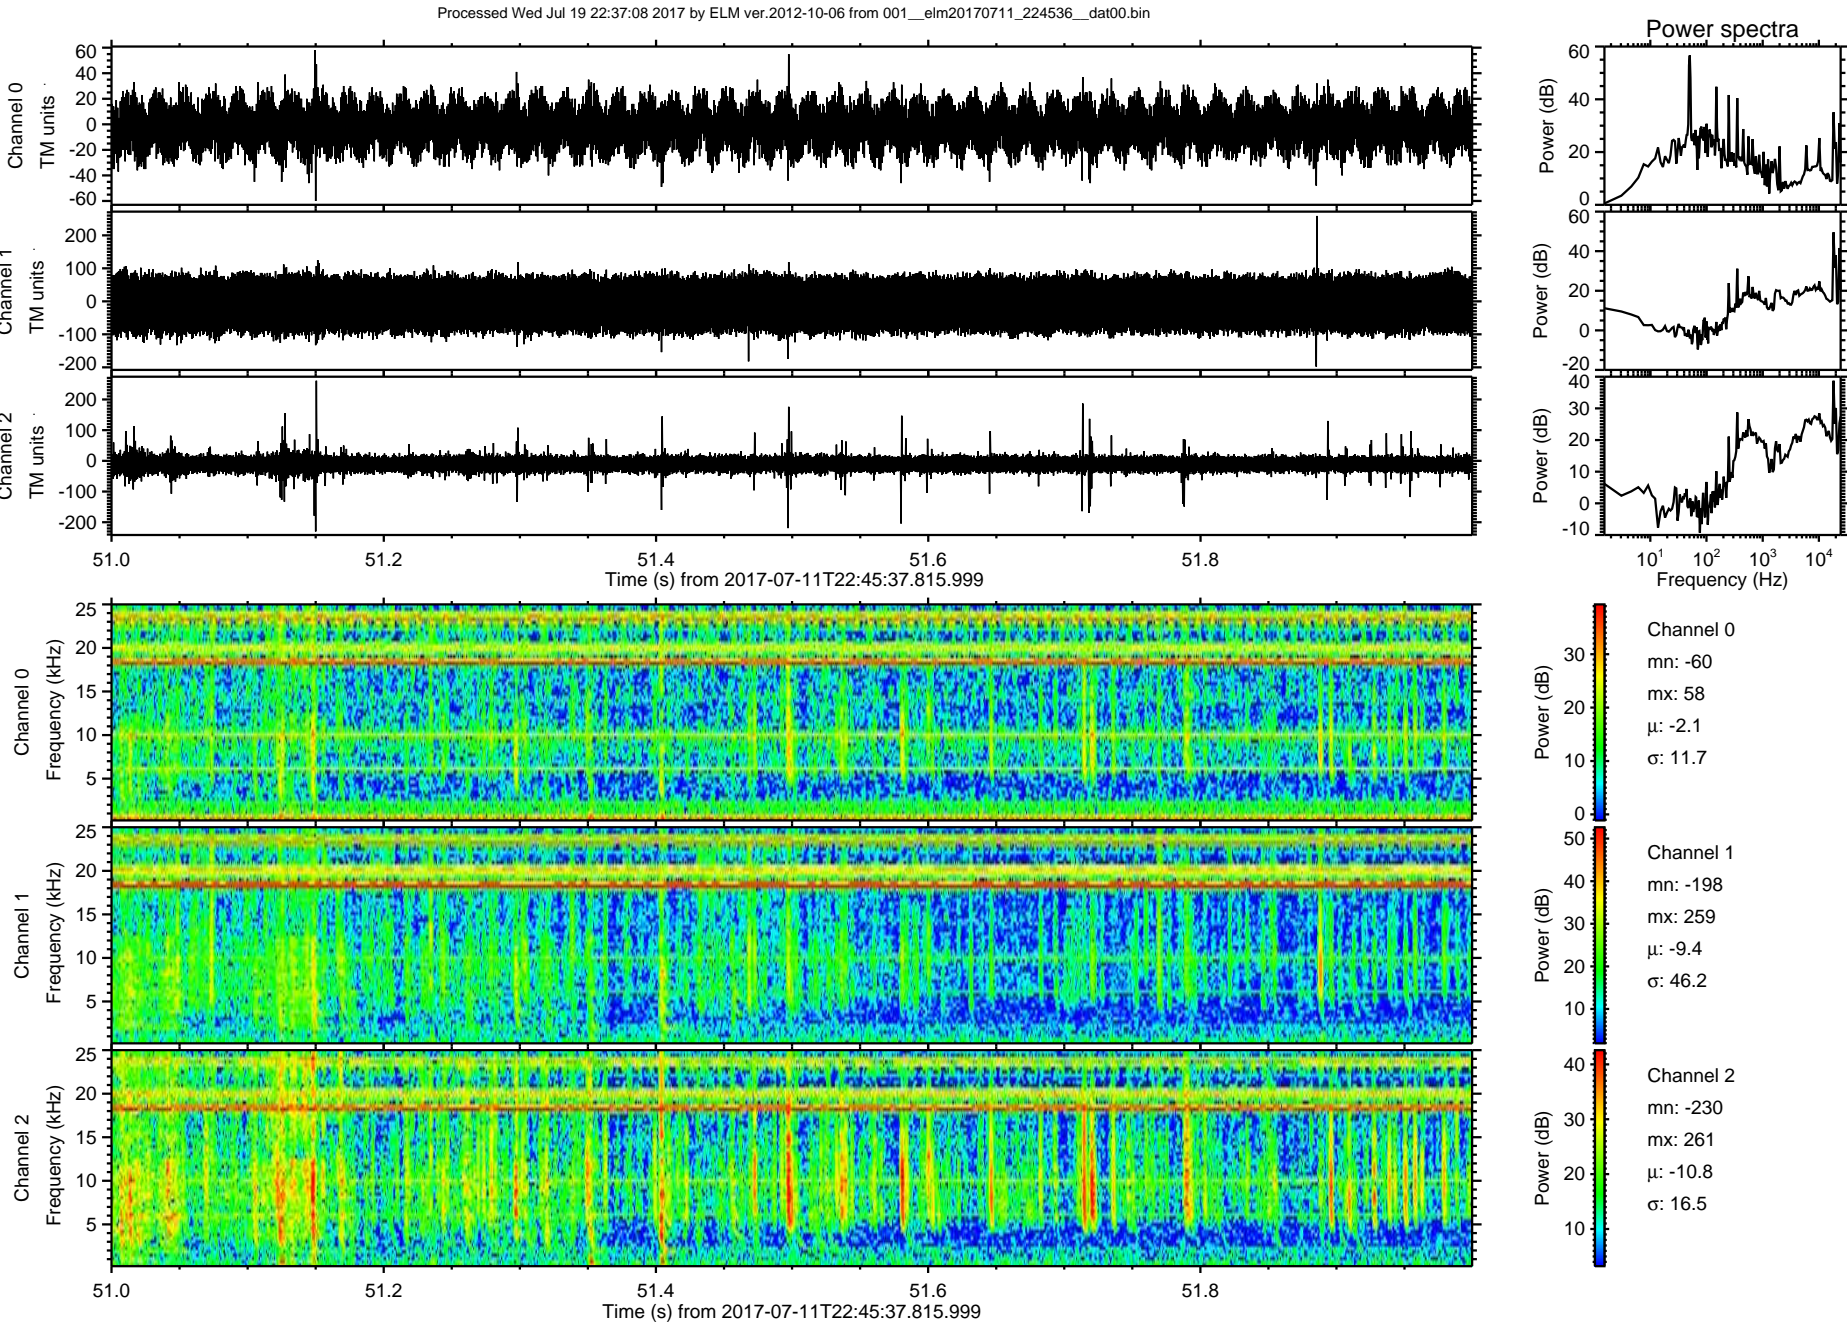 Processed Wed Jul 19 22:37:08 2017 by ELM ver.2012-10-06 from 001__elm20170711_224536__dat00.bin
Power spectra
Channel 0
TM units
60
40
20
0
-20
-40
-60
Power (dB)
60
40
20
0
Channel 1
TM units
200
100
0
-100
-200
Power (dB)
60
40
20
0
-20
Channel 2
TM units
200
100
0
-100
-200
Power (dB)
40
30
20
10
0
-10
51.0 51.2 51.4 51.6 51.8
Time (s) from 2017-07-11T22:45:37.815.999
10^1 10^2 10^3 10^4
Frequency (Hz)
Channel 0
Frequency (kHz)
25
20
15
10
5
Power (dB)
30
20
10
0
Channel 0
mn: -60
mx: 58
μ: -2.1
σ: 11.7
Channel 1
Frequency (kHz)
25
20
15
10
5
Power (dB)
50
40
30
20
10
Channel 1
mn: -198
mx: 259
μ: -9.4
σ: 46.2
Channel 2
Frequency (kHz)
25
20
15
10
5
Power (dB)
40
30
20
10
Channel 2
mn: -230
mx: 261
μ: -10.8
σ: 16.5
51.0 51.2 51.4 51.6 51.8
Time (s) from 2017-07-11T22:45:37.815.999